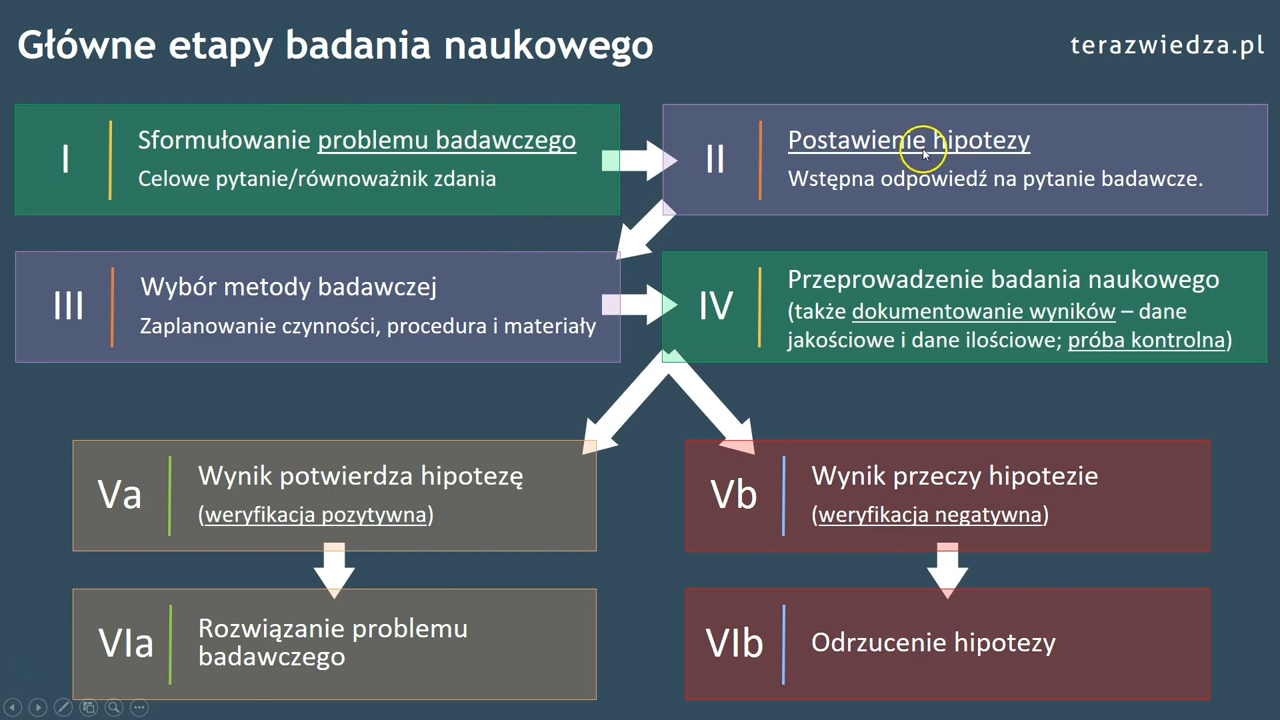 Główne etapy badania naukowego
terazwiedza.pl
I
Sformułowanie problemu badawczego
Celowe pytanie/równoważnik zdania
II
Postawienie hipotezy
Wstępna odpowiedź na pytanie badawcze.
III
Wybór metody badawczej
Zaplanowanie czynności, procedura i materiały
IV
Przeprowadzenie badania naukowego
(także dokumentowanie wyników – dane
jakościowe i dane ilościowe; próba kontrolna)
Va
Wynik potwierdza hipotezę
(weryfikacja pozytywna)
Vb
Wynik przeczy hipotezie
(weryfikacja negatywna)
VIa
Rozwiązanie problemu
badawczego
VIb
Odrzucenie hipotezy